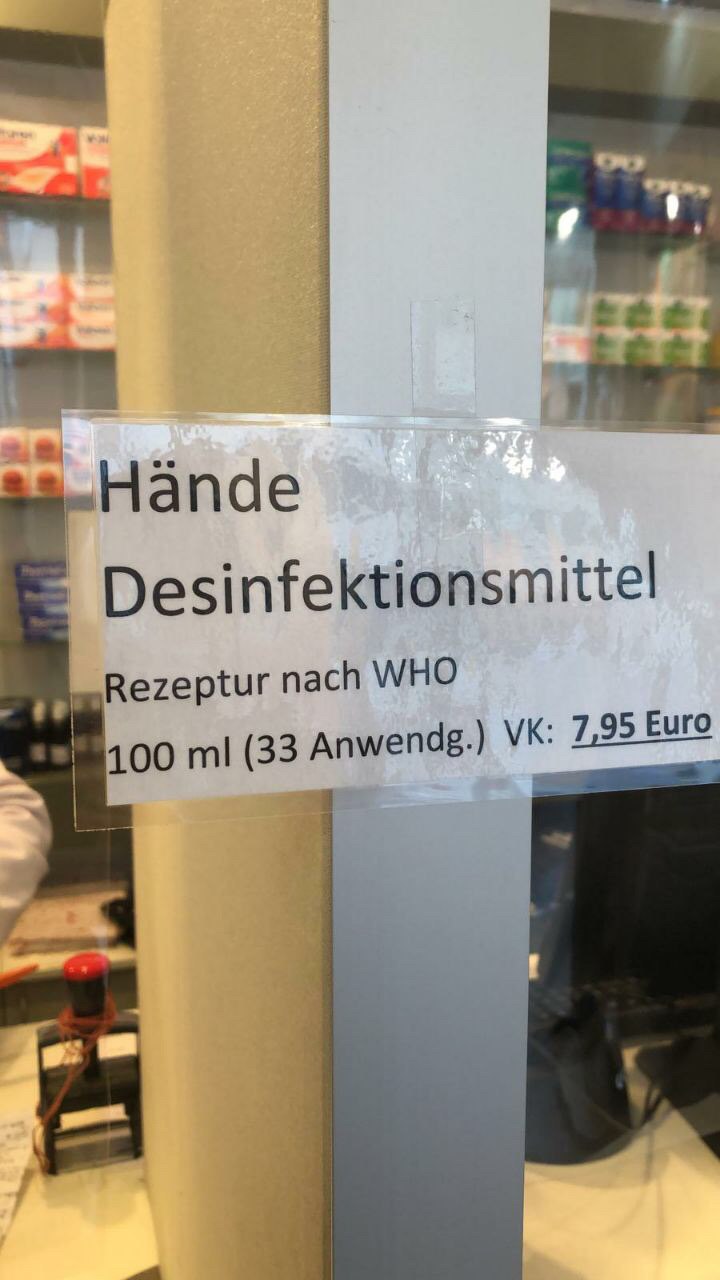 Hände
Desinfektionsmittel
Rezeptur nach WHO
100 ml (33 Anwendg.) VK: 7,95 Euro